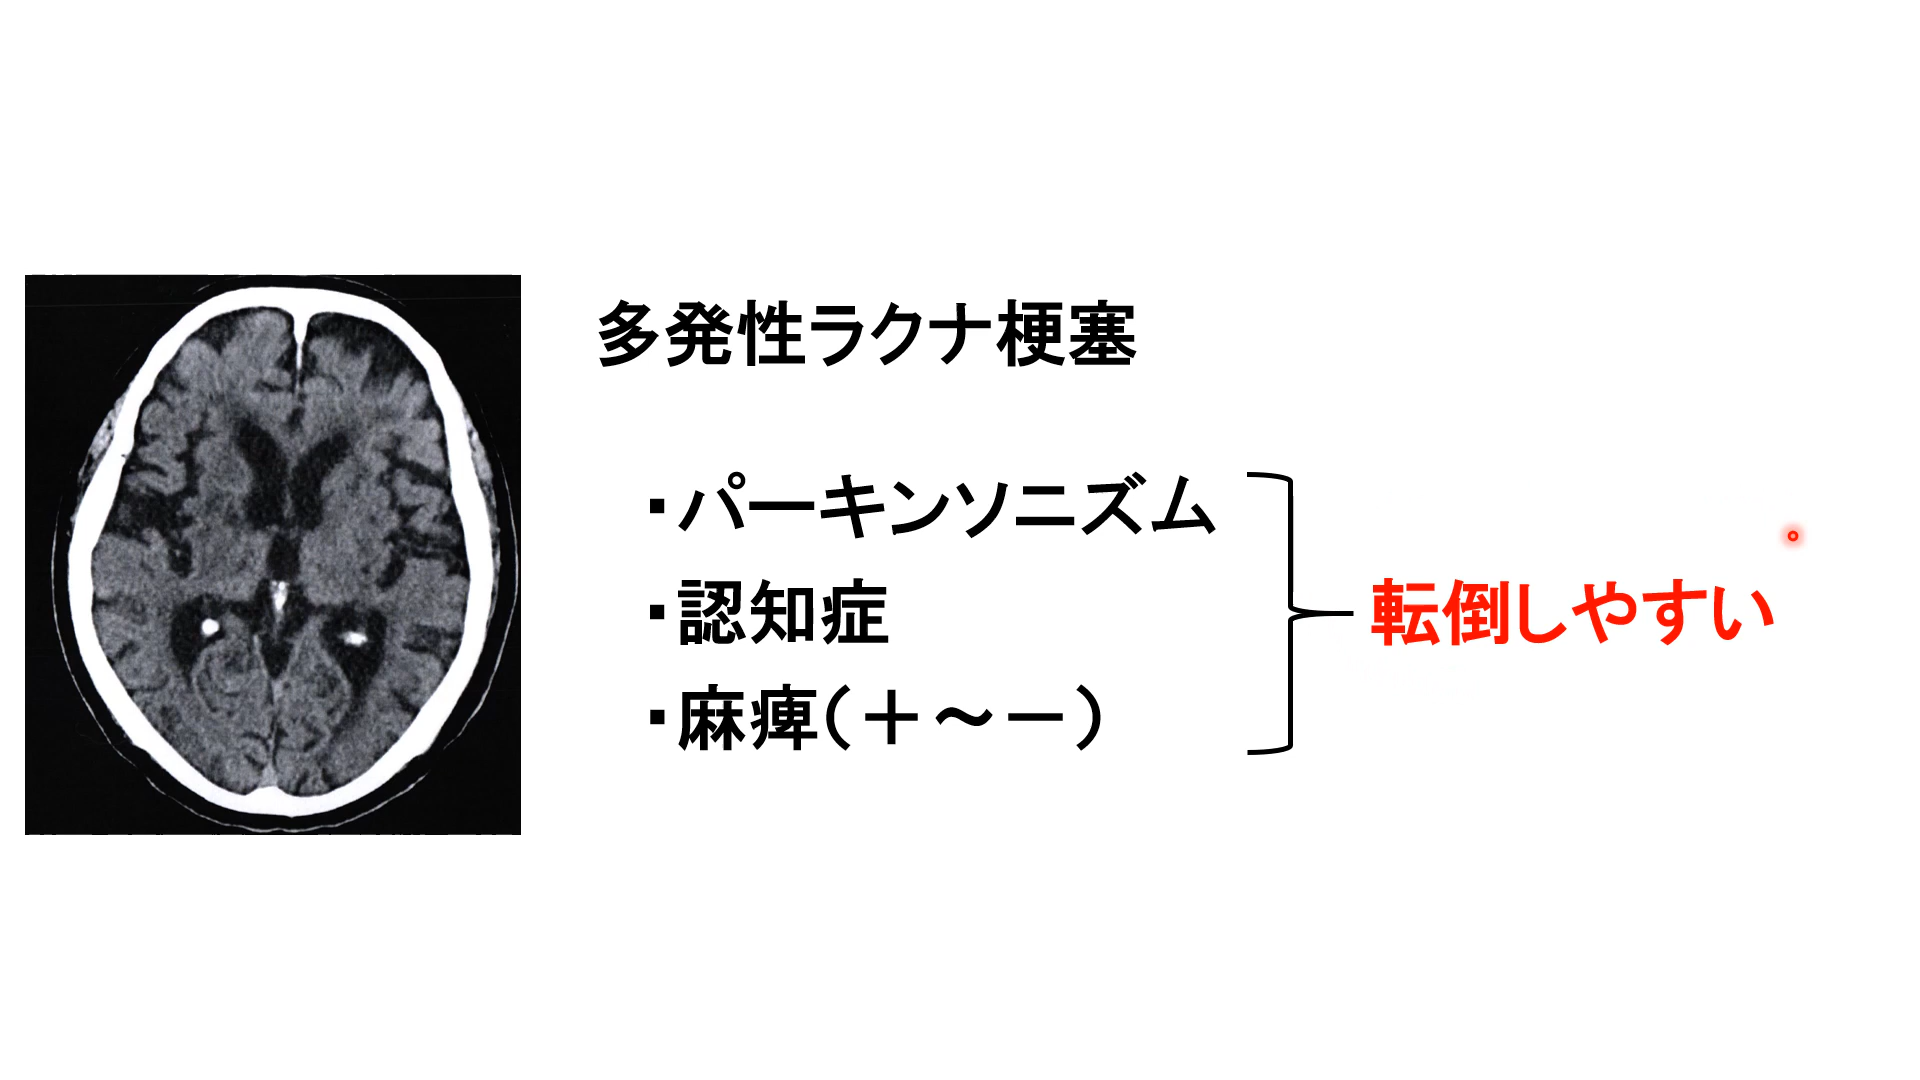 多発性ラクナ梗塞
・パーキンソニズム
・認知症
・麻痺（＋～－）
転倒しやすい